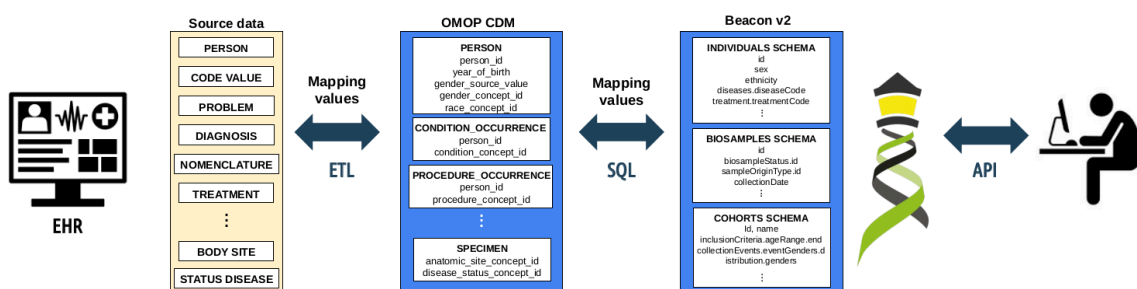 Source data
OMOP CDM
Beacon v2
EHR
PERSON
CODE VALUE
PROBLEM
DIAGNOSIS
NOMENCLATURE
TREATMENT
⋮
BODY SITE
STATUS DISEASE
Mapping
values
ETL
PERSON
person_id
year_of_birth
gender_source_value
gender_concept_id
race_concept_id
CONDITION_OCCURRENCE
person_id
condition_concept_id
PROCEDURE_OCCURRENCE
person_id
procedure_concept_id
⋮
SPECIMEN
anatomic_site_concept_id
disease_status_concept_id
Mapping
values
SQL
INDIVIDUALS SCHEMA
id
sex
ethnicity
diseases.diseaseCode
treatment.treatmentCode
⋮
BIOSAMPLES SCHEMA
id
biosampleStatus.id
sampleOriginType.id
collectionDate
⋮
COHORTS SCHEMA
Id, name
inclusionCriteria.ageRange.end
collectionEvents.eventGenders.d
istribution.genders
⋮
API